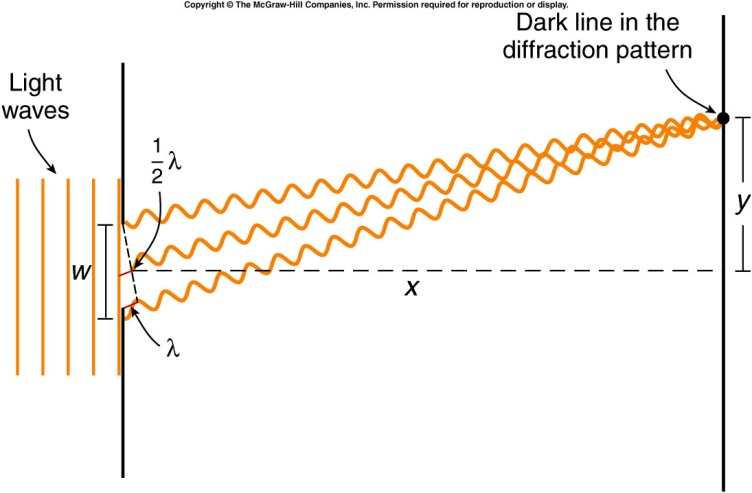 Copyright © The McGraw-Hill Companies, Inc. Permission required for reproduction or display.
Dark line in the
diffraction pattern
Light
waves
1/2 λ
w
x
y
λ